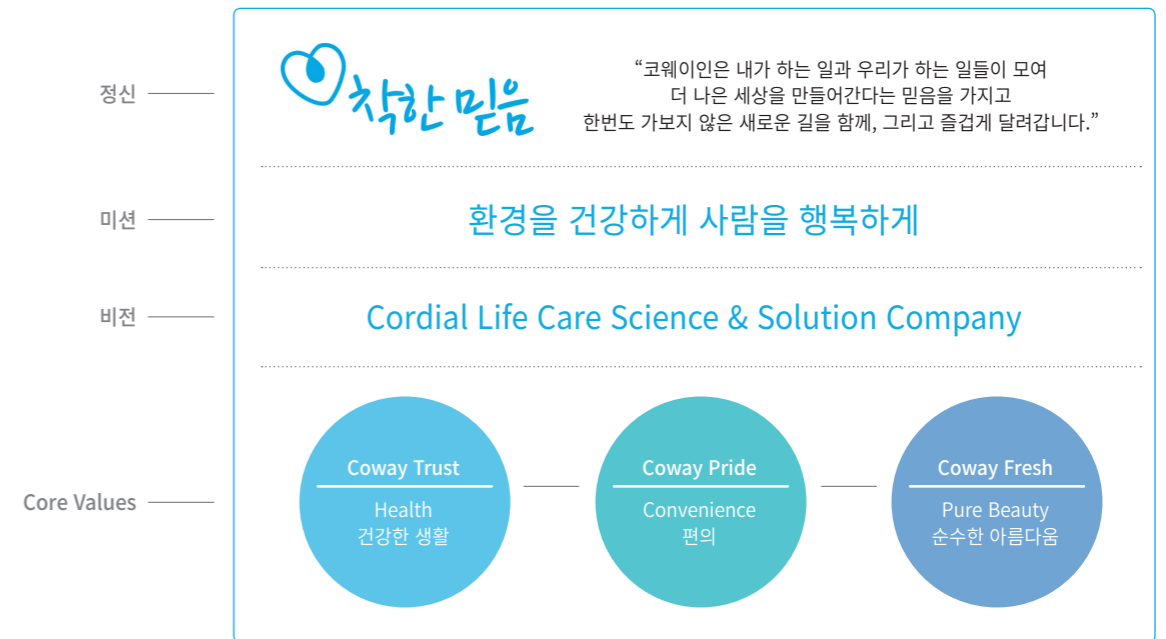 정신
착한 믿음
“코웨이인은 내가 하는 일과 우리가 하는 일들이 모여
더 나은 세상을 만들어간다는 믿음을 가지고
한번도 가보지 않은 새로운 길을 함께, 그리고 즐겁게 달려갑니다.”
미션
환경을 건강하게 사람을 행복하게
비전
Cordial Life Care Science & Solution Company
Core Values
Coway Trust
Health
건강한 생활
Coway Pride
Convenience
편의
Coway Fresh
Pure Beauty
순수한 아름다움